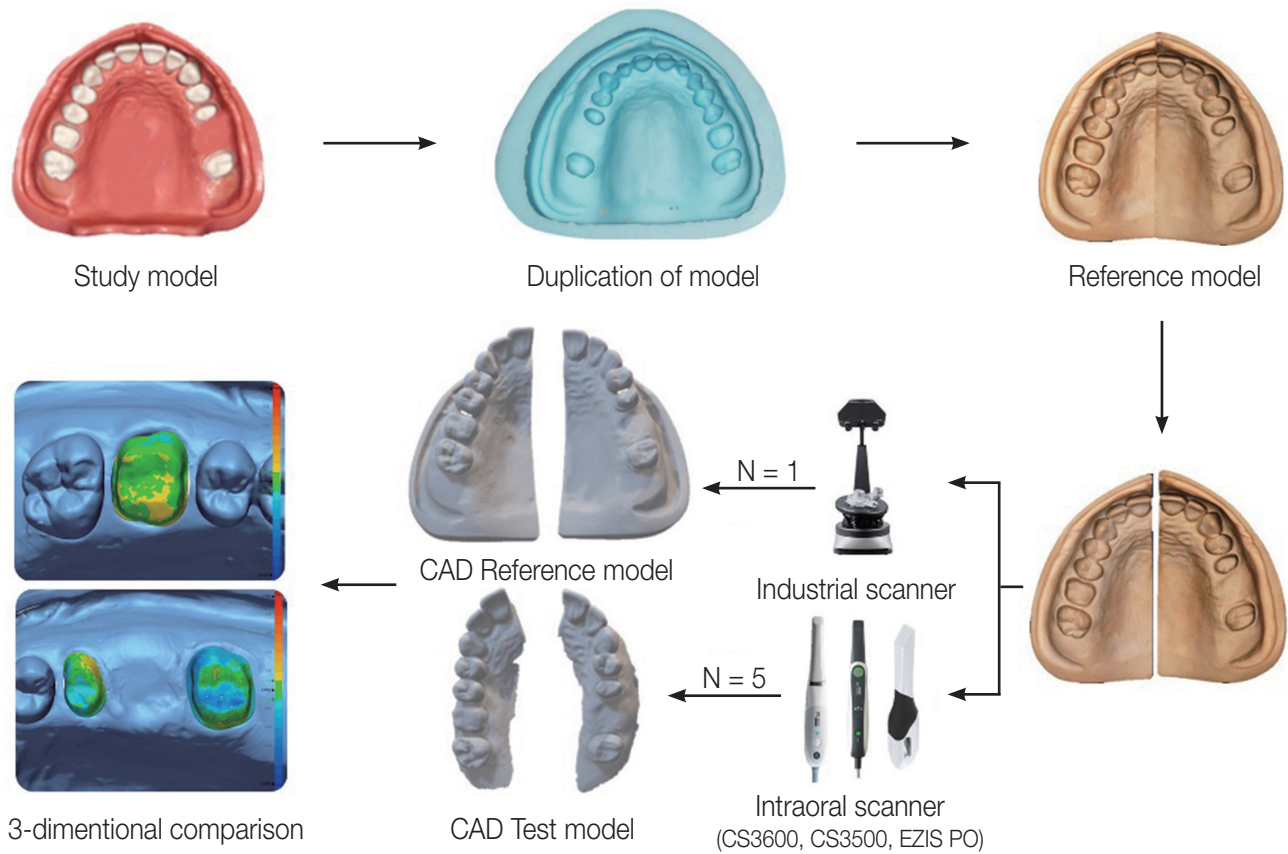 Study model
Duplication of model
Reference model
N = 1
CAD Reference model
Industrial scanner
N = 5
3-dimentional comparison
CAD Test model
Intraoral scanner
(CS3600, CS3500, EZIS PO)